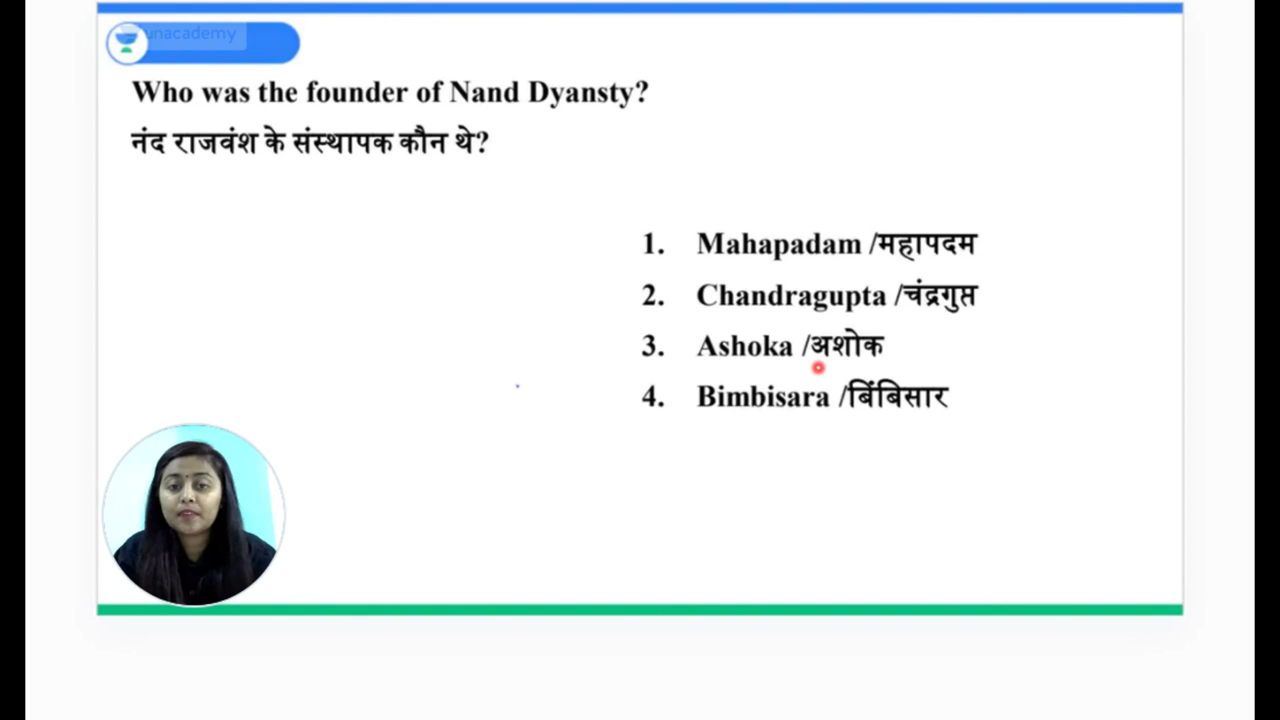 unacademy
Who was the founder of Nand Dyansty?
नंद राजवंश के संस्थापक कौन थे?
1. Mahapadam /महापदम
2. Chandragupta /चंद्रगुप्त
3. Ashoka /अशोक
4. Bimbisara /बिंबिसार